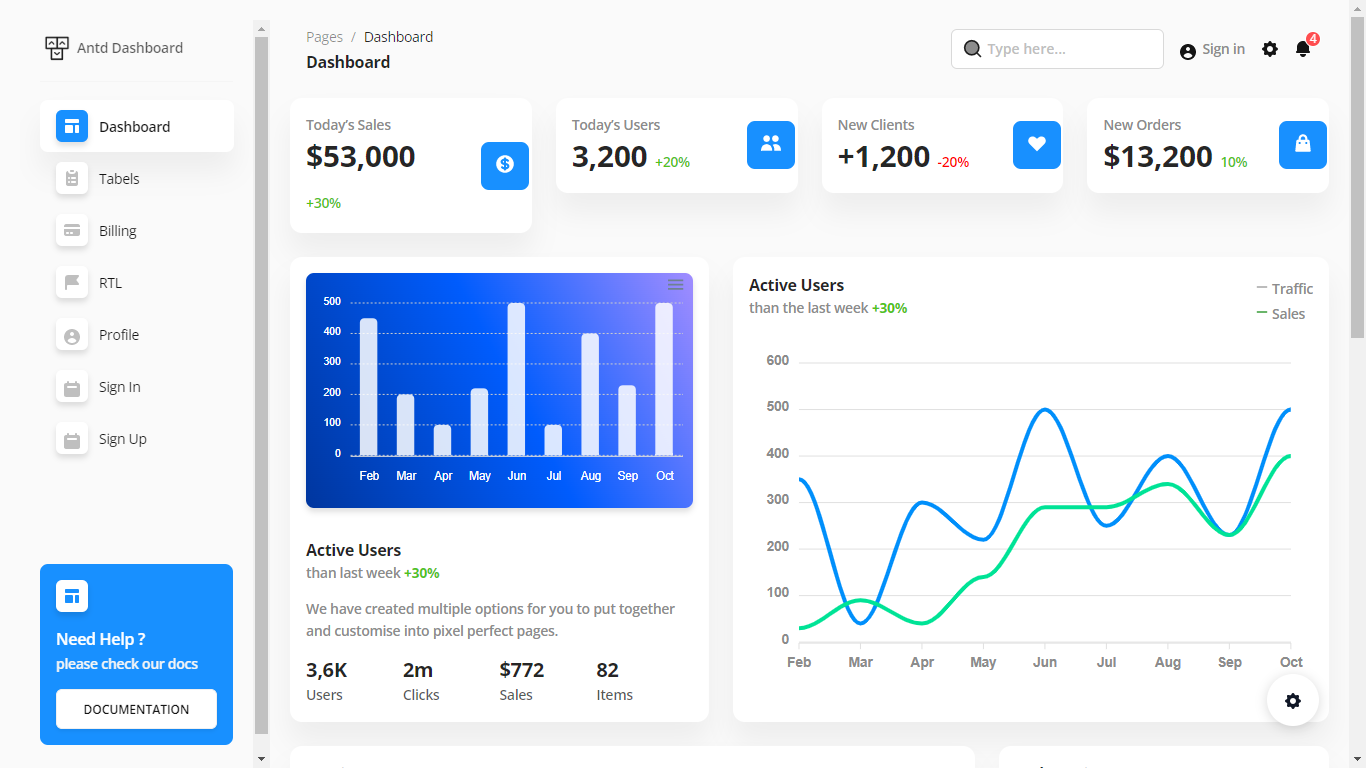 Antd Dashboard
Dashboard
Tabels
Billing
RTL
Profile
Sign In
Sign Up
Need Help ?
please check our docs
DOCUMENTATION
Pages / Dashboard
Dashboard
Type here...
Sign in
4
Today’s Sales
$53,000
+30%
Today’s Users
3,200 +20%
New Clients
+1,200 -20%
New Orders
$13,200 10%
500
400
300
200
100
0
Feb Mar Apr May Jun Jul Aug Sep Oct
Active Users
than last week +30%
We have created multiple options for you to put together
and customise into pixel perfect pages.
3,6K 2m $772 82
Users Clicks Sales Items
Active Users
than the last week +30%
Traffic
Sales
600
500
400
300
200
100
0
Feb Mar Apr May Jun Jul Aug Sep Oct